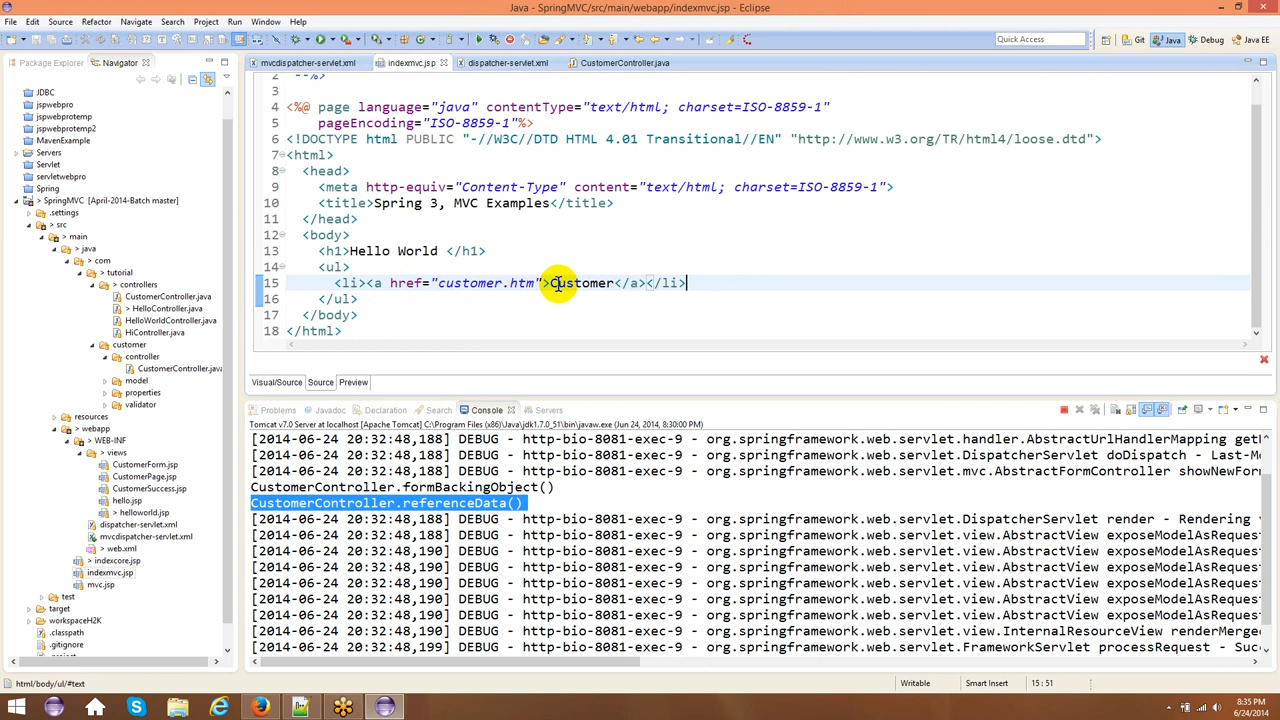 Java - SpringMVC/src/main/webapp/indexmvc.jsp - Eclipse
File Edit Source Refactor Navigate Search Project Run Window Help
Quick Access
Git Java Debug Java EE
Package Explorer Navigator
JDBC
jspwebpro
jspwebprotemp
jspwebprotemp2
MavenExample
Servers
Servlet
servletwebpro
Spring
SpringMVC [April-2014-Batch master]
.settings
src
main
java
com
tutorial
controllers
CustomerController.java
> HelloController.java
HelloWorldController.java
HiController.java
customer
controller
CustomerController.java
model
properties
validator
resources
webapp
WEB-INF
views
CustomerForm.jsp
CustomerPage.jsp
CustomerSuccess.jsp
hello.jsp
> helloworld.jsp
dispatcher-servlet.xml
mvcdispatcher-servlet.xml
> web.xml
> indexcore.jsp
indexmvc.jsp
mvc.jsp
test
target
workspaceH2K
.classpath
.gitignore
.project
mvcdispatcher-servlet.xml indexmvc.jsp dispatcher-servlet.xml CustomerController.java
2 --%>
3
4 <%@ page language="java" contentType="text/html; charset=ISO-8859-1"
5 pageEncoding="ISO-8859-1"%>
6 <!DOCTYPE html PUBLIC "-//W3C//DTD HTML 4.01 Transitional//EN" "http://www.w3.org/TR/html4/loose.dtd">
7 <html>
8 <head>
9 <meta http-equiv="Content-Type" content="text/html; charset=ISO-8859-1">
10 <title>Spring 3, MVC Examples</title>
11 </head>
12 <body>
13 <h1>Hello World </h1>
14 <ul>
15 <li><a href="customer.htm">Customer</a></li>
16 </ul>
17 </body>
18 </html>
Visual/Source Source Preview
Problems Javadoc Declaration Search Console Servers
Tomcat v7.0 Server at localhost [Apache Tomcat] C:\Program Files\Java\jdk1.7.0_51\bin\javaw.exe (Jun 24, 2014, 8:30:00 PM)
[2014-06-24 20:32:48,188] DEBUG - http-bio-8081-exec-9 - org.springframework.web.servlet.handler.AbstractUrlHandlerMapping getH
[2014-06-24 20:32:48,188] DEBUG - http-bio-8081-exec-9 - org.springframework.web.servlet.DispatcherServlet doDispatch - Last-Mo
[2014-06-24 20:32:48,188] DEBUG - http-bio-8081-exec-9 - org.springframework.web.servlet.mvc.AbstractFormController showNewForm
CustomerController.formBackingObject()
CustomerController.referenceData()
[2014-06-24 20:32:48,188] DEBUG - http-bio-8081-exec-9 - org.springframework.web.servlet.DispatcherServlet render - Rendering
[2014-06-24 20:32:48,188] DEBUG - http-bio-8081-exec-9 - org.springframework.web.servlet.view.AbstractView exposeModelAsRequest
[2014-06-24 20:32:48,190] DEBUG - http-bio-8081-exec-9 - org.springframework.web.servlet.view.AbstractView exposeModelAsRequest
[2014-06-24 20:32:48,190] DEBUG - http-bio-8081-exec-9 - org.springframework.web.servlet.view.AbstractView exposeModelAsRequest
[2014-06-24 20:32:48,190] DEBUG - http-bio-8081-exec-9 - org.springframework.web.servlet.view.AbstractView exposeModelAsRequest
[2014-06-24 20:32:48,190] DEBUG - http-bio-8081-exec-9 - org.springframework.web.servlet.view.AbstractView exposeModelAsRequest
[2014-06-24 20:32:48,190] DEBUG - http-bio-8081-exec-9 - org.springframework.web.servlet.view.AbstractView exposeModelAsRequest
[2014-06-24 20:32:48,190] DEBUG - http-bio-8081-exec-9 - org.springframework.web.servlet.view.InternalResourceView renderMerged
[2014-06-24 20:32:48,199] DEBUG - http-bio-8081-exec-9 - org.springframework.web.servlet.FrameworkServlet processRequest - Succ
html/body/ul/#text Writable Smart Insert 15 : 51
8:35 PM
6/24/2014